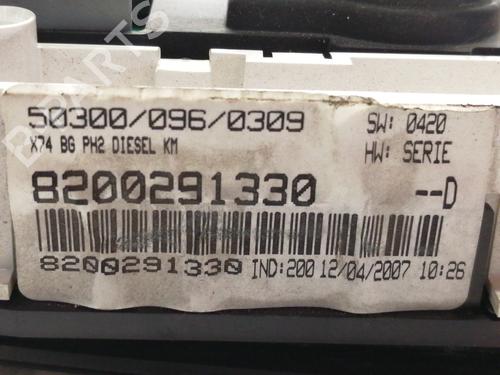 50300/096/0309
SW: 0420
X74 BG PH2 DIESEL KM
HW: SERIE
8200291330 --D
8200291330 IND:200 12/04/2007 10:26
B-PARTS